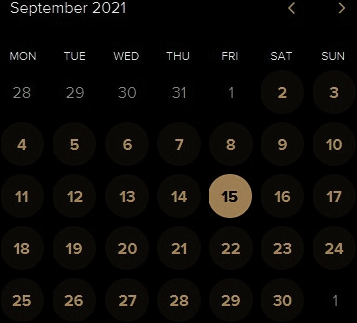 September 2021
MON TUE WED THU FRI SAT SUN
28 29 30 31 1 2 3
4 5 6 7 8 9 10
11 12 13 14 15 16 17
18 19 20 21 22 23 24
25 26 27 28 29 30 1